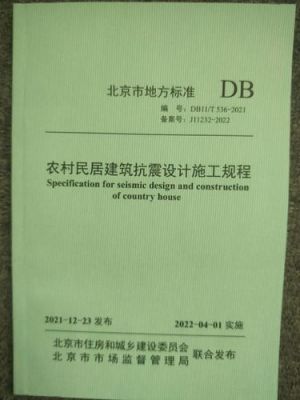 北京市地方标准 DB
编 号：DB11/T 536-2021
备案号：J11232-2022
农村民居建筑抗震设计施工规程
Specification for seismic design and construction
of country house
2021-12-23 发布 2022-04-01 实施
北京市住房和城乡建设委员会
北京市市场监督管理局 联合发布